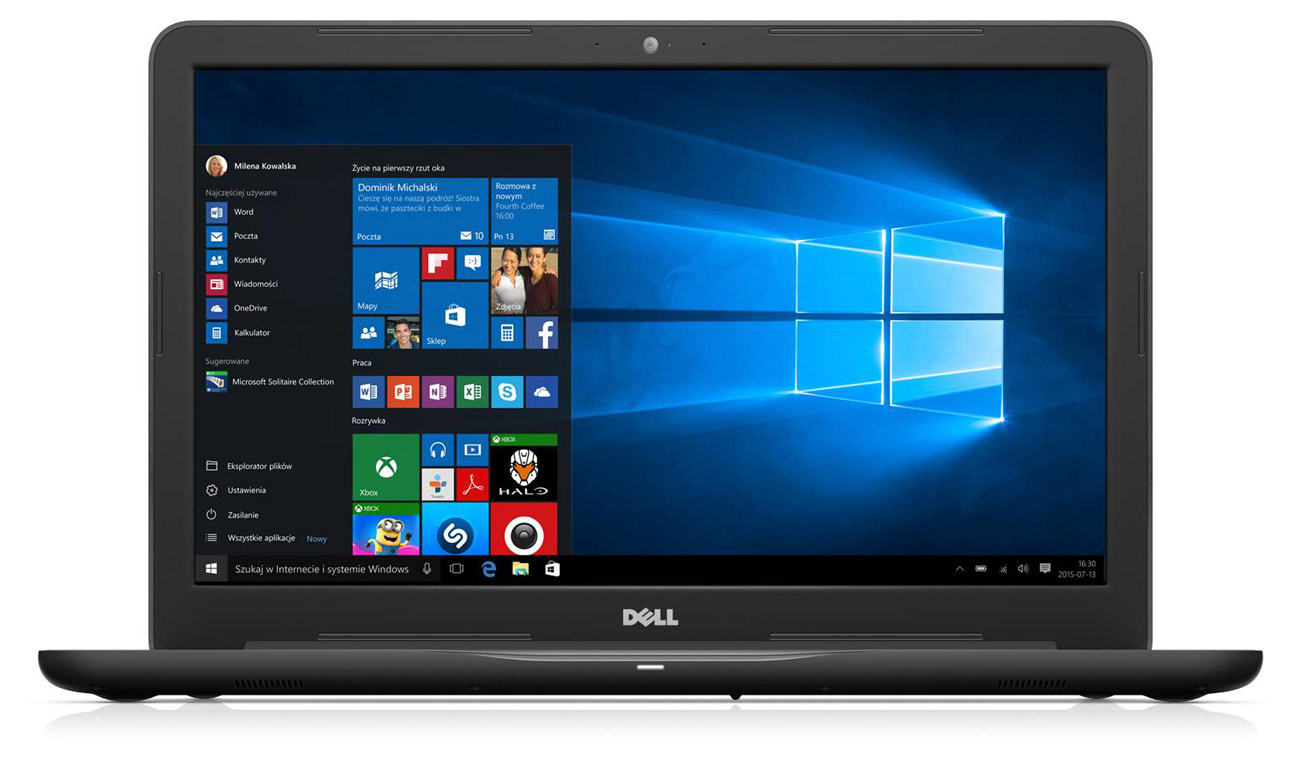 Milena Kowalska
Najczęściej używane
Word
Poczta
Kontakty
Wiadomości
OneDrive
Kalkulator
Sugerowane
Microsoft Solitaire Collection
Eksplorator plików
Ustawienia
Zasilanie
Wszystkie aplikacje Nowy
Życie na pierwszy rzut oka
Dominik Michalski
Cieszę się na naszą podróż! Siostra
mówi, że paszteciki z budki w
Poczta 10
Rozmowa z
nowym
Fourth Coffee
16:00
Pn 13
Mapy
Zdjęcia
Sklep
Praca
Rozrywka
Xbox
XBOX
HALO
XBOX
Szukaj w Internecie i systemie Windows
16:30
2015-07-13
DELL